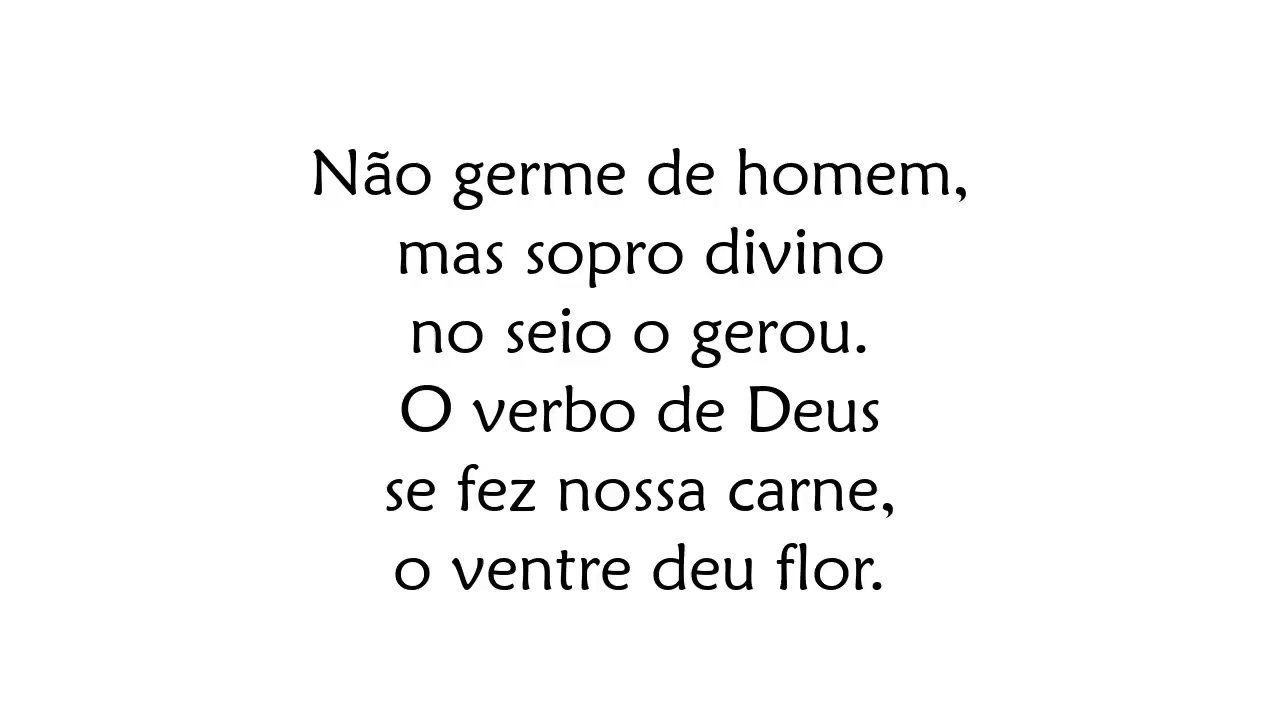 Não germe de homem,
mas sopro divino
no seio o gerou.
O verbo de Deus
se fez nossa carne,
o ventre deu flor.